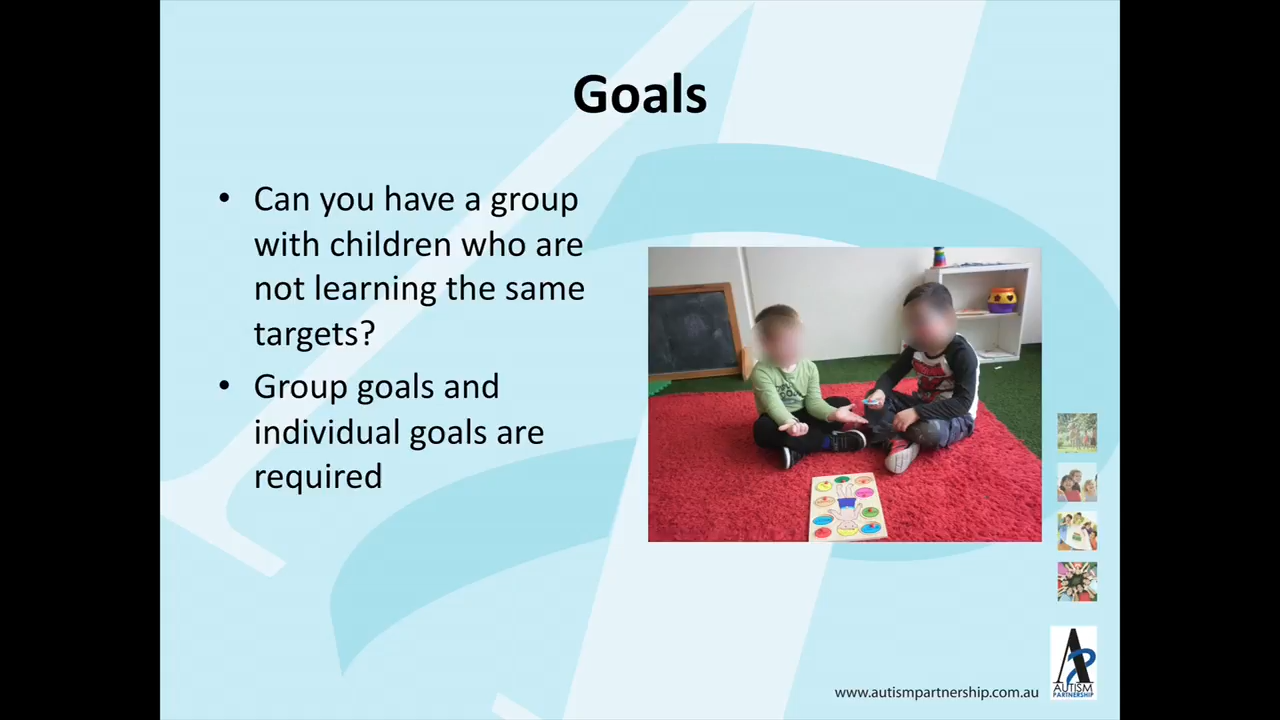 Goals
• Can you have a group
with children who are
not learning the same
targets?
• Group goals and
individual goals are
required
www.autismpartnership.com.au
AP
AUTISM
PARTNERSHIP